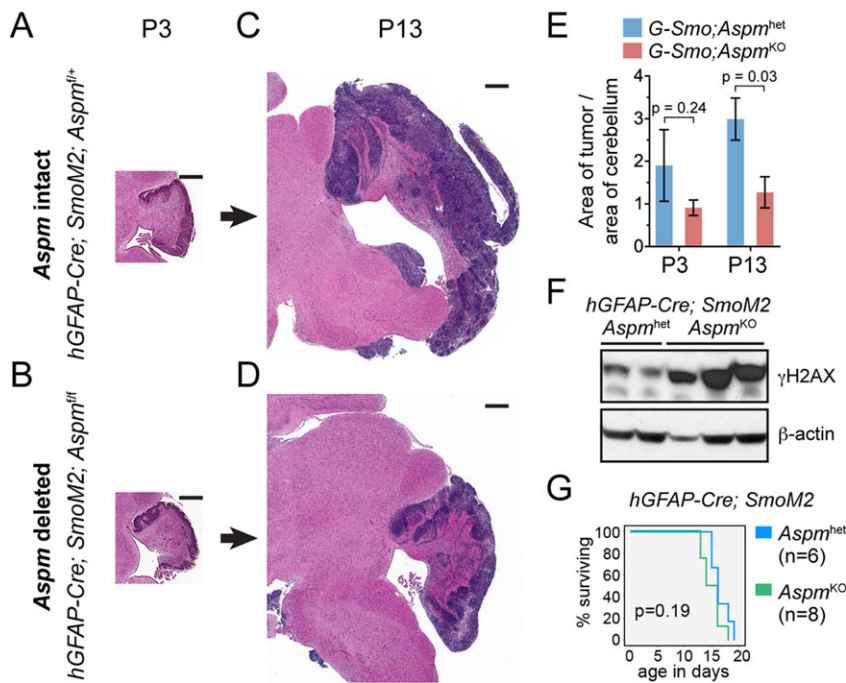 A P3 C P13
Aspm intact
hGFAP-Cre; SmoM2; Aspm^f/+
B D
Aspm deleted
hGFAP-Cre; SmoM2; Aspm^f/f
E
G-Smo;Aspm^het
G-Smo;Aspm^KO
Area of tumor /
area of cerebellum
4
3
2
1
0
p = 0.24
p = 0.03
P3 P13
F
hGFAP-Cre; SmoM2
Aspm^het Aspm^KO
γH2AX
β-actin
G
hGFAP-Cre; SmoM2
% surviving
100
80
60
40
20
0
p=0.19
0 5 10 15 20
age in days
Aspm^het
(n=6)
Aspm^KO
(n=8)